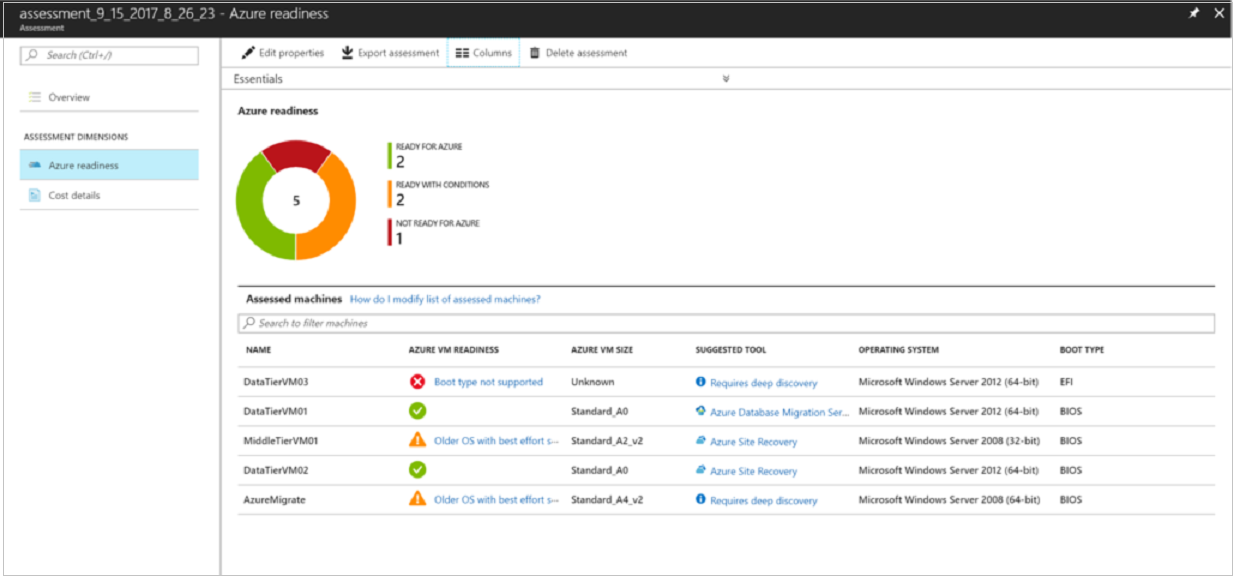 assessment_9_15_2017_8_26_23 - Azure readiness
Assessment
Search (Ctrl+/)
Overview
ASSESSMENT DIMENSIONS
Azure readiness
Cost details
Edit properties Export assessment Columns Delete assessment
Essentials
Azure readiness
5
READY FOR AZURE
2
READY WITH CONDITIONS
2
NOT READY FOR AZURE
1
Assessed machines How do I modify list of assessed machines?
Search to filter machines
NAME AZURE VM READINESS AZURE VM SIZE SUGGESTED TOOL OPERATING SYSTEM BOOT TYPE
DataTierVM03 Boot type not supported Unknown Requires deep discovery Microsoft Windows Server 2012 (64-bit) EFI
DataTierVM01 Standard_A0 Azure Database Migration Ser... Microsoft Windows Server 2012 (64-bit) BIOS
MiddleTierVM01 Older OS with best effort s... Standard_A2_v2 Azure Site Recovery Microsoft Windows Server 2008 (32-bit) BIOS
DataTierVM02 Standard_A0 Azure Site Recovery Microsoft Windows Server 2012 (64-bit) BIOS
AzureMigrate Older OS with best effort s... Standard_A4_v2 Requires deep discovery Microsoft Windows Server 2008 (64-bit) BIOS